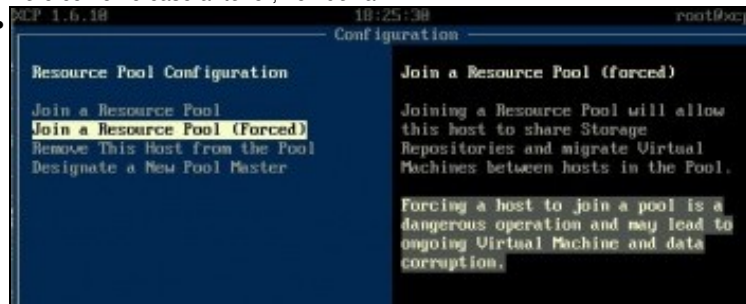 XCP 1.6.10 18:25:30 root@xcp
Configuration
Resource Pool Configuration
Join a Resource Pool
Join a Resource Pool (Forced)
Remove This Host from the Pool
Designate a New Pool Master
Join a Resource Pool (forced)
Joining a Resource Pool will allow
this host to share Storage
Repositories and migrate Virtual
Machines between hosts in the Pool.
Forcing a host to join a pool is a
dangerous operation and may lead to
ongoing Virtual Machine and data
corruption.